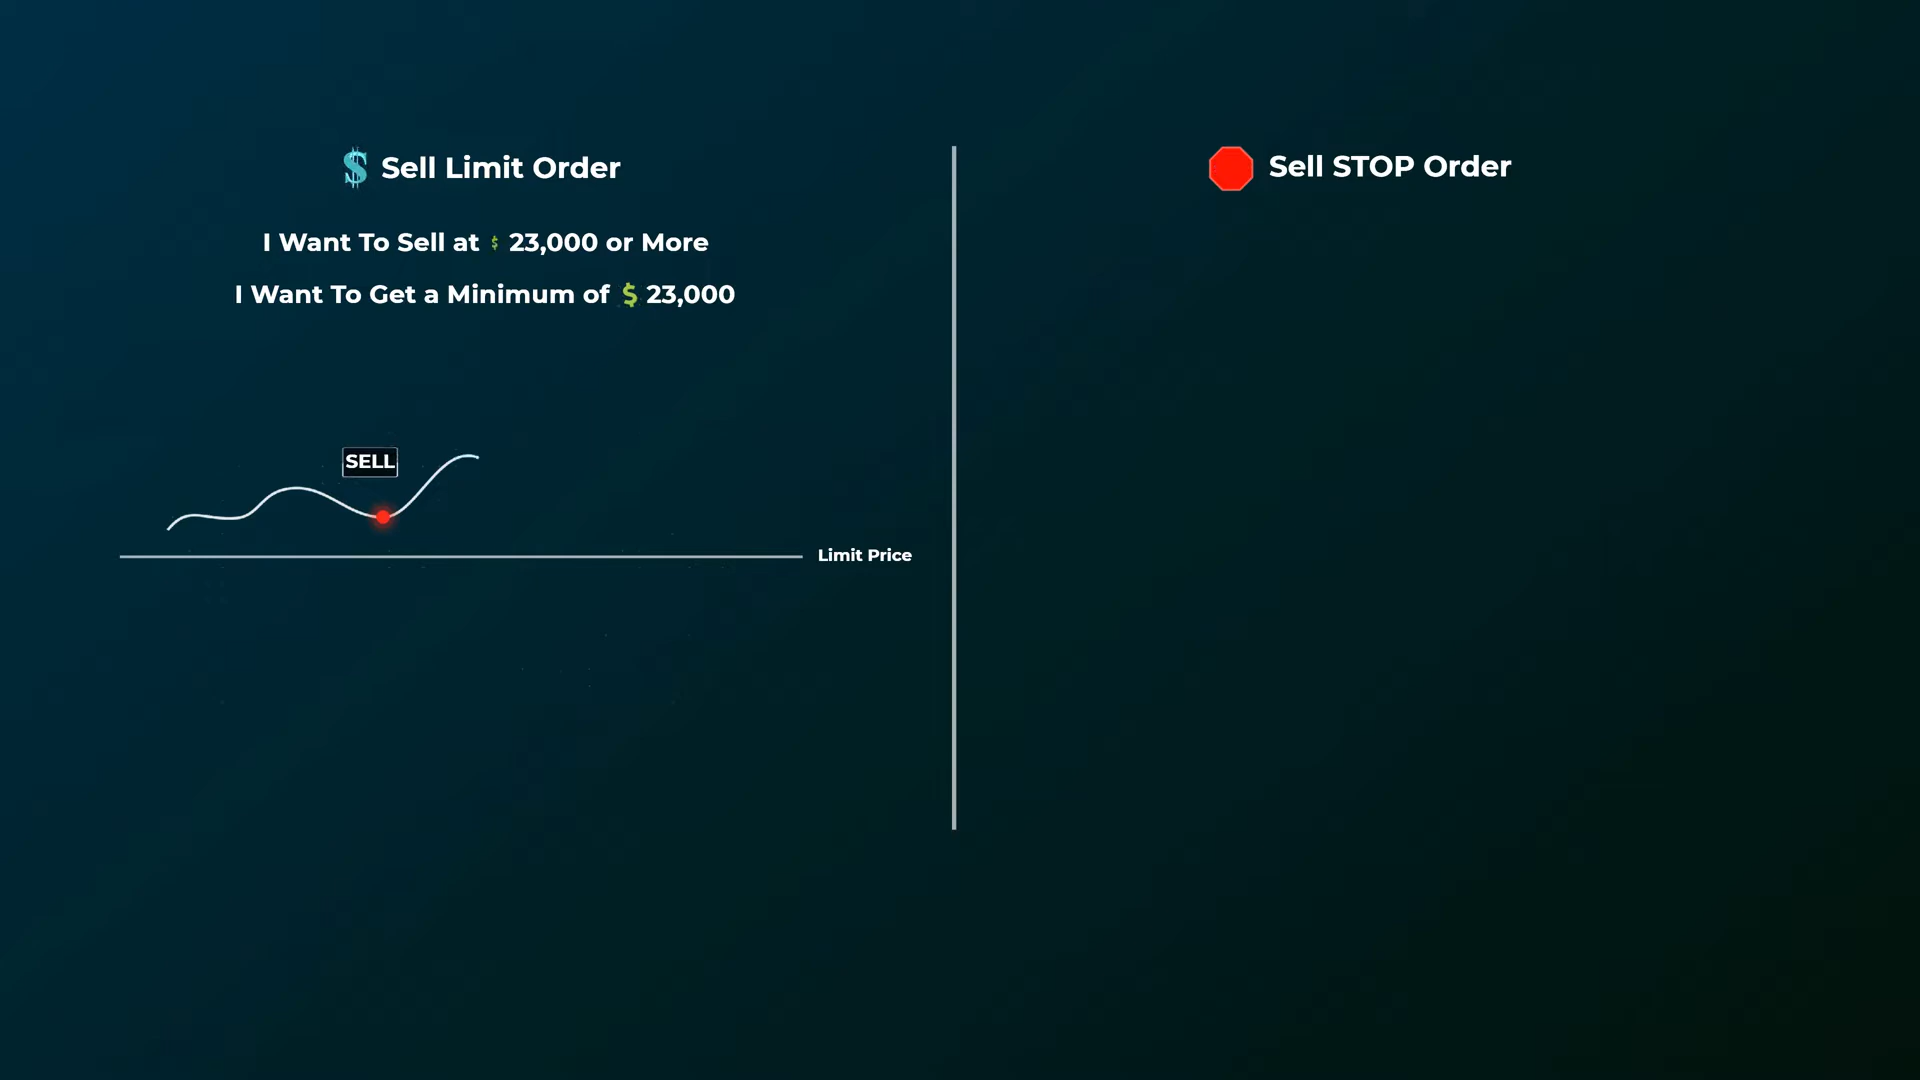 $ Sell Limit Order
I Want To Sell at $ 23,000 or More
I Want To Get a Minimum of $ 23,000
SELL
Limit Price
Sell STOP Order